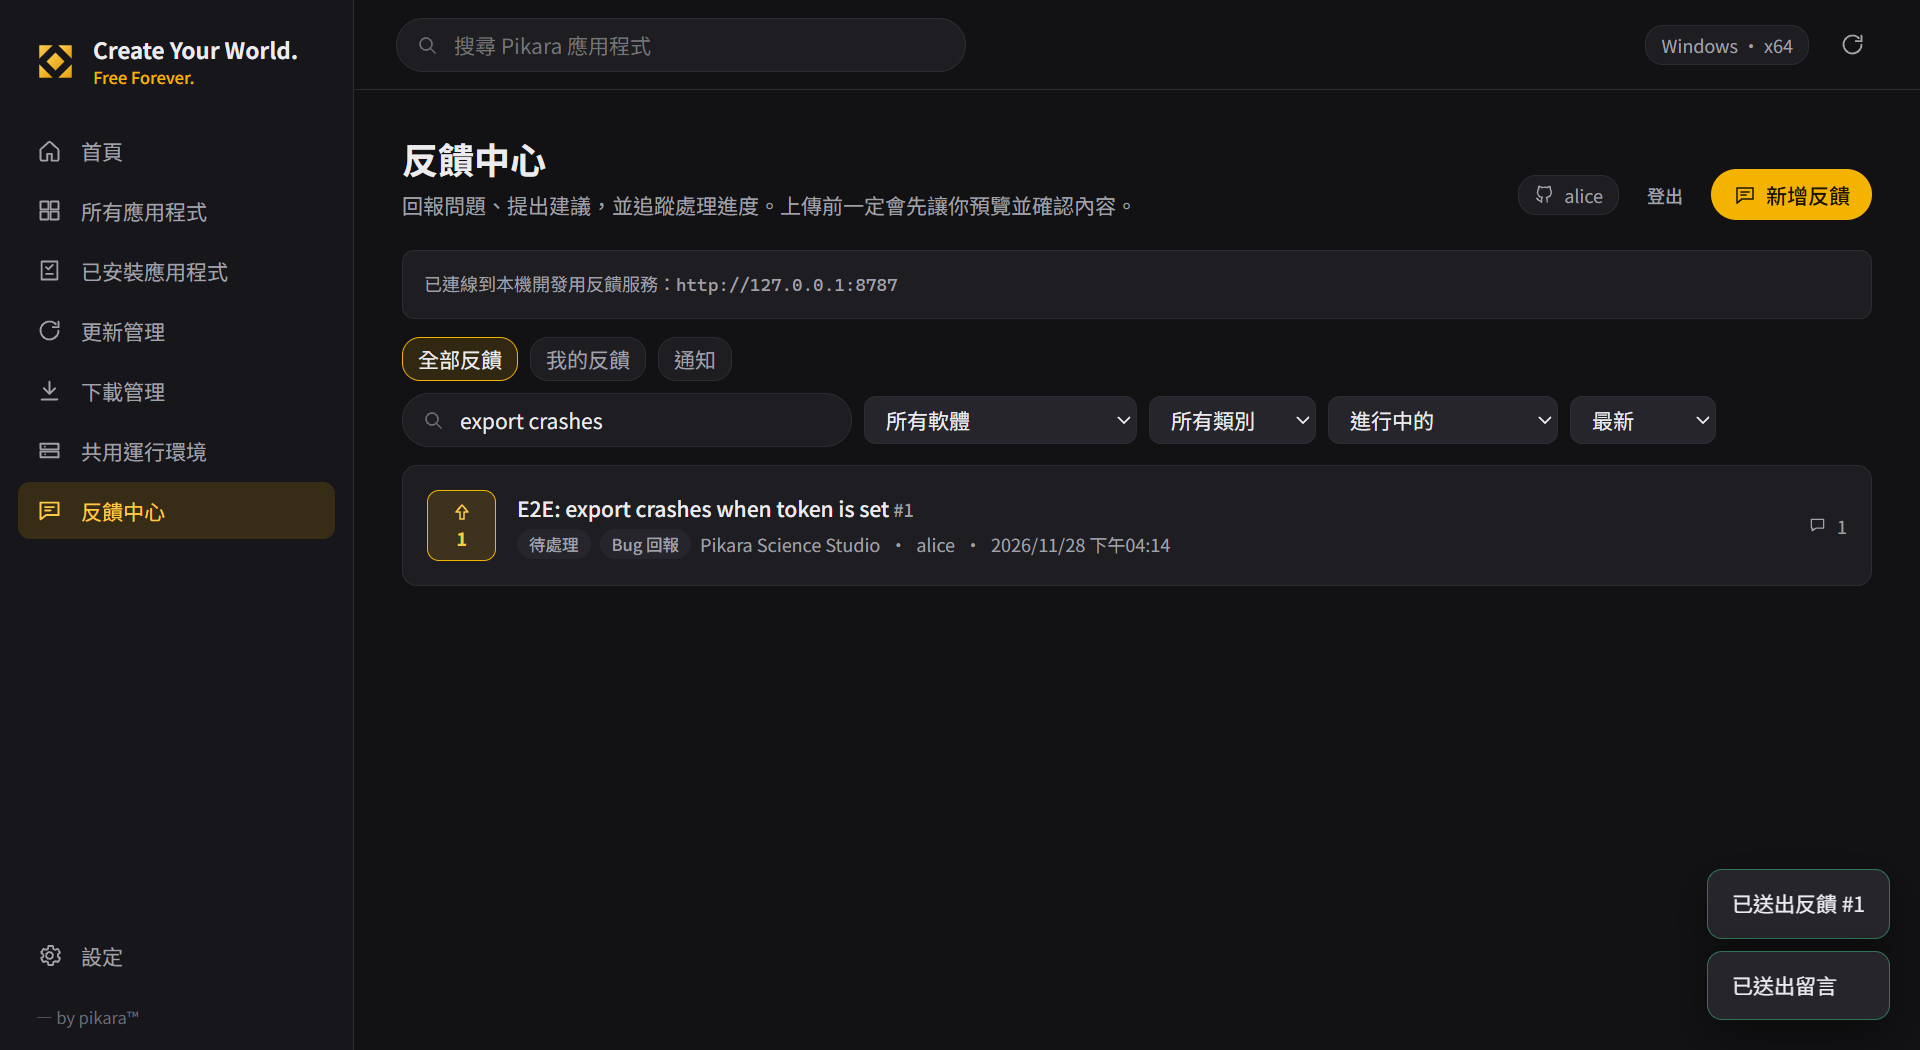 Create Your World.
Free Forever.
首頁
所有應用程式
已安裝應用程式
更新管理
下載管理
共用運行環境
反饋中心
設定
— by pikara™
搜尋 Pikara 應用程式
Windows • x64
反饋中心
回報問題、提出建議，並追蹤處理進度。上傳前一定會先讓你預覽並確認內容。
alice
登出
新增反饋
已連線到本機開發用反饋服務：http://127.0.0.1:8787
全部反饋
我的反饋
通知
export crashes
所有軟體
所有類別
進行中的
最新
1
E2E: export crashes when token is set #1
待處理 Bug 回報 Pikara Science Studio • alice • 2026/11/28 下午04:14
1
已送出反饋 #1
已送出留言